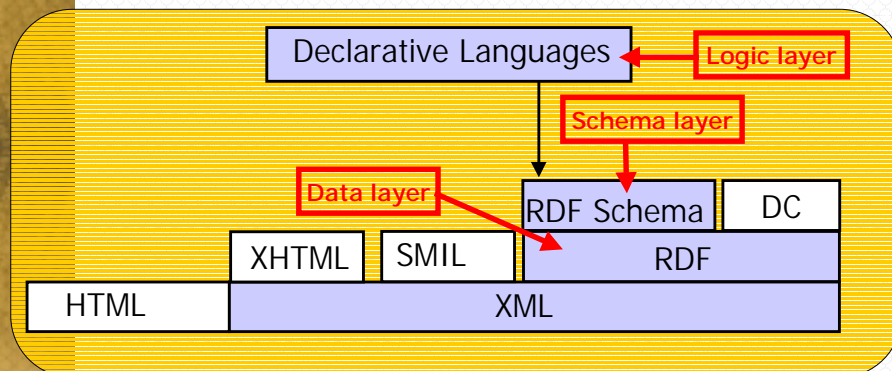 Declarative Languages
Logic layer
Schema layer
Data layer
RDF Schema
DC
XHTML
SMIL
RDF
HTML
XML